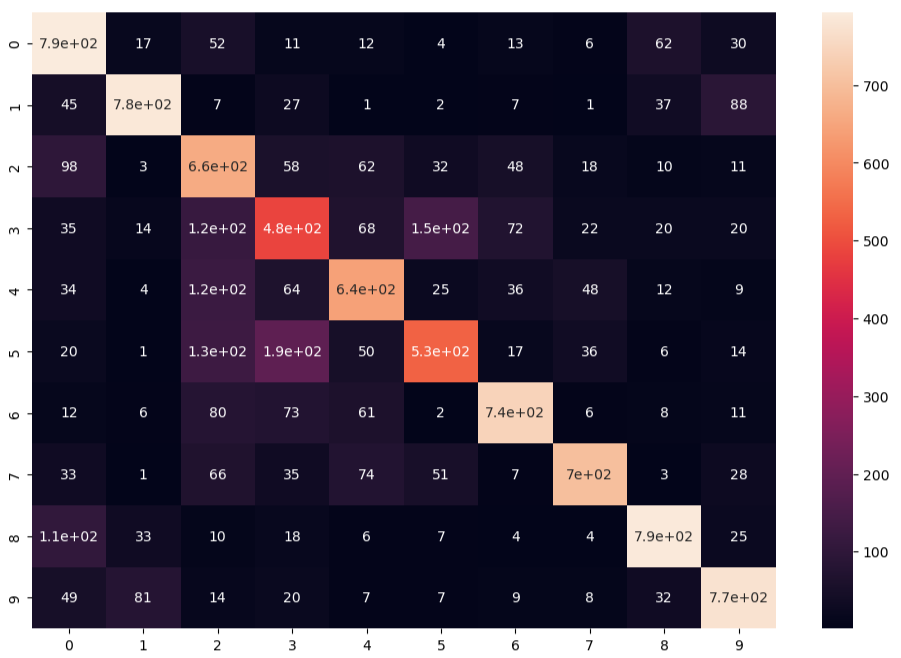 0 7.9e+02 17 52 11 12 4 13 6 62 30
1 45 7.8e+02 7 27 1 2 7 1 37 88
2 98 3 6.6e+02 58 62 32 48 18 10 11
3 35 14 1.2e+02 4.8e+02 68 1.5e+02 72 22 20 20
4 34 4 1.2e+02 64 6.4e+02 25 36 48 12 9
5 20 1 1.3e+02 1.9e+02 50 5.3e+02 17 36 6 14
6 12 6 80 73 61 2 7.4e+02 6 8 11
7 33 1 66 35 74 51 7 7e+02 3 28
8 1.1e+02 33 10 18 6 7 4 4 7.9e+02 25
9 49 81 14 20 7 7 9 8 32 7.7e+02
0 1 2 3 4 5 6 7 8 9
700
600
500
400
300
200
100